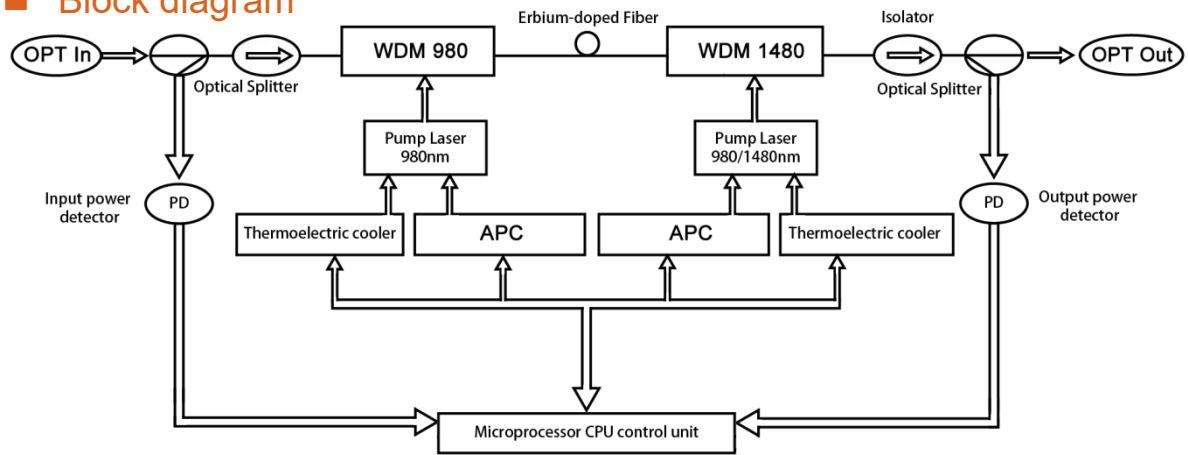 Block diagram
Erbium-doped Fiber
Isolator
OPT In
WDM 980
WDM 1480
OPT Out
Optical Splitter
Optical Splitter
Pump Laser
980nm
Pump Laser
980/1480nm
Input power
detector
PD
PD
Output power
detector
Thermoelectric cooler
APC
APC
Thermoelectric cooler
Microprocessor CPU control unit